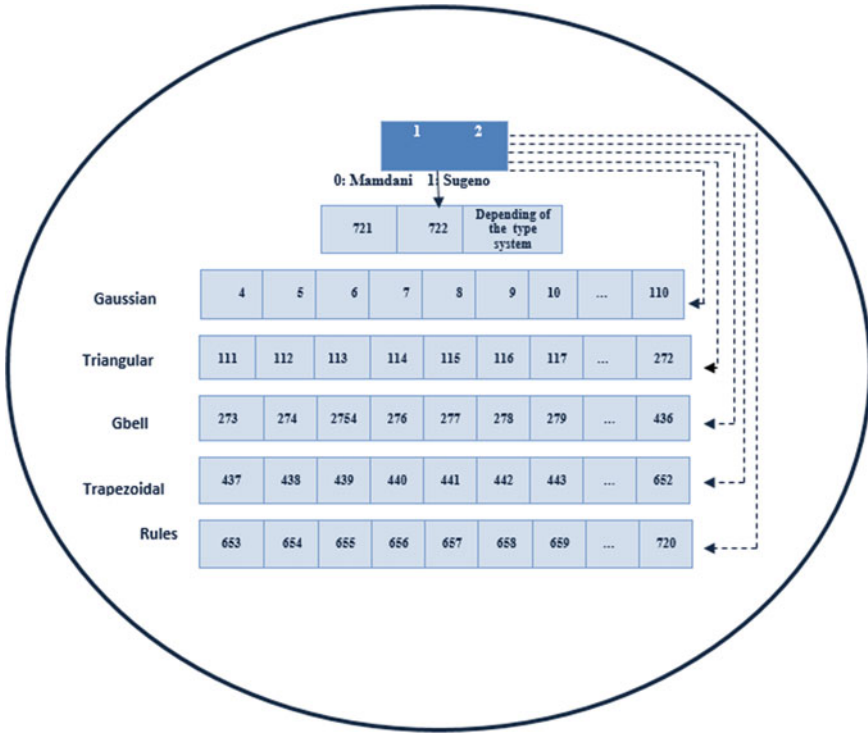 1 2
0: Mamdani 1: Sugeno
721 722 Depending of
the type
system
Gaussian 4 5 6 7 8 9 10 ... 110
Triangular 111 112 113 114 115 116 117 ... 272
Gbell 273 274 2754 276 277 278 279 ... 436
Trapezoidal 437 438 439 440 441 442 443 ... 652
Rules 653 654 655 656 657 658 659 ... 720